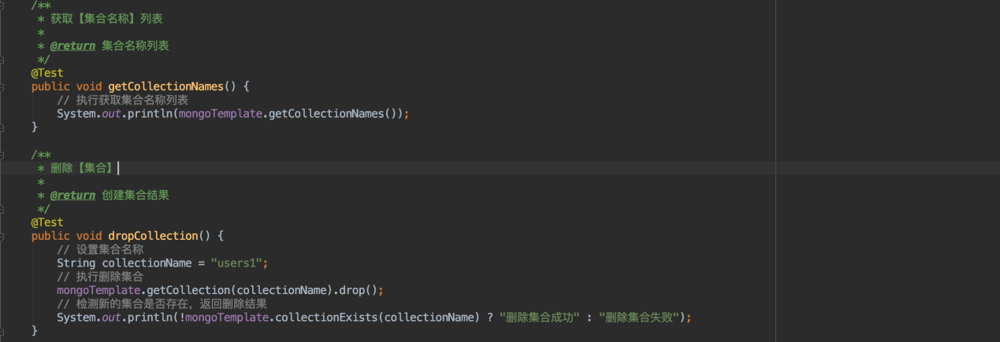 /**
 * 获取【集合名称】列表
 *
 * @return 集合名称列表
 */
@Test
public void getCollectionNames() {
    // 执行获取集合名称列表
    System.out.println(mongoTemplate.getCollectionNames());
}
/**
 * 删除【集合】
 *
 * @return 创建集合结果
 */
@Test
public void dropCollection() {
    // 设置集合名称
    String collectionName = "users1";
    // 执行删除集合
    mongoTemplate.getCollection(collectionName).drop();
    // 检测新的集合是否存在，返回删除结果
    System.out.println(!mongoTemplate.collectionExists(collectionName) ? "删除集合成功" : "删除集合失败");
}